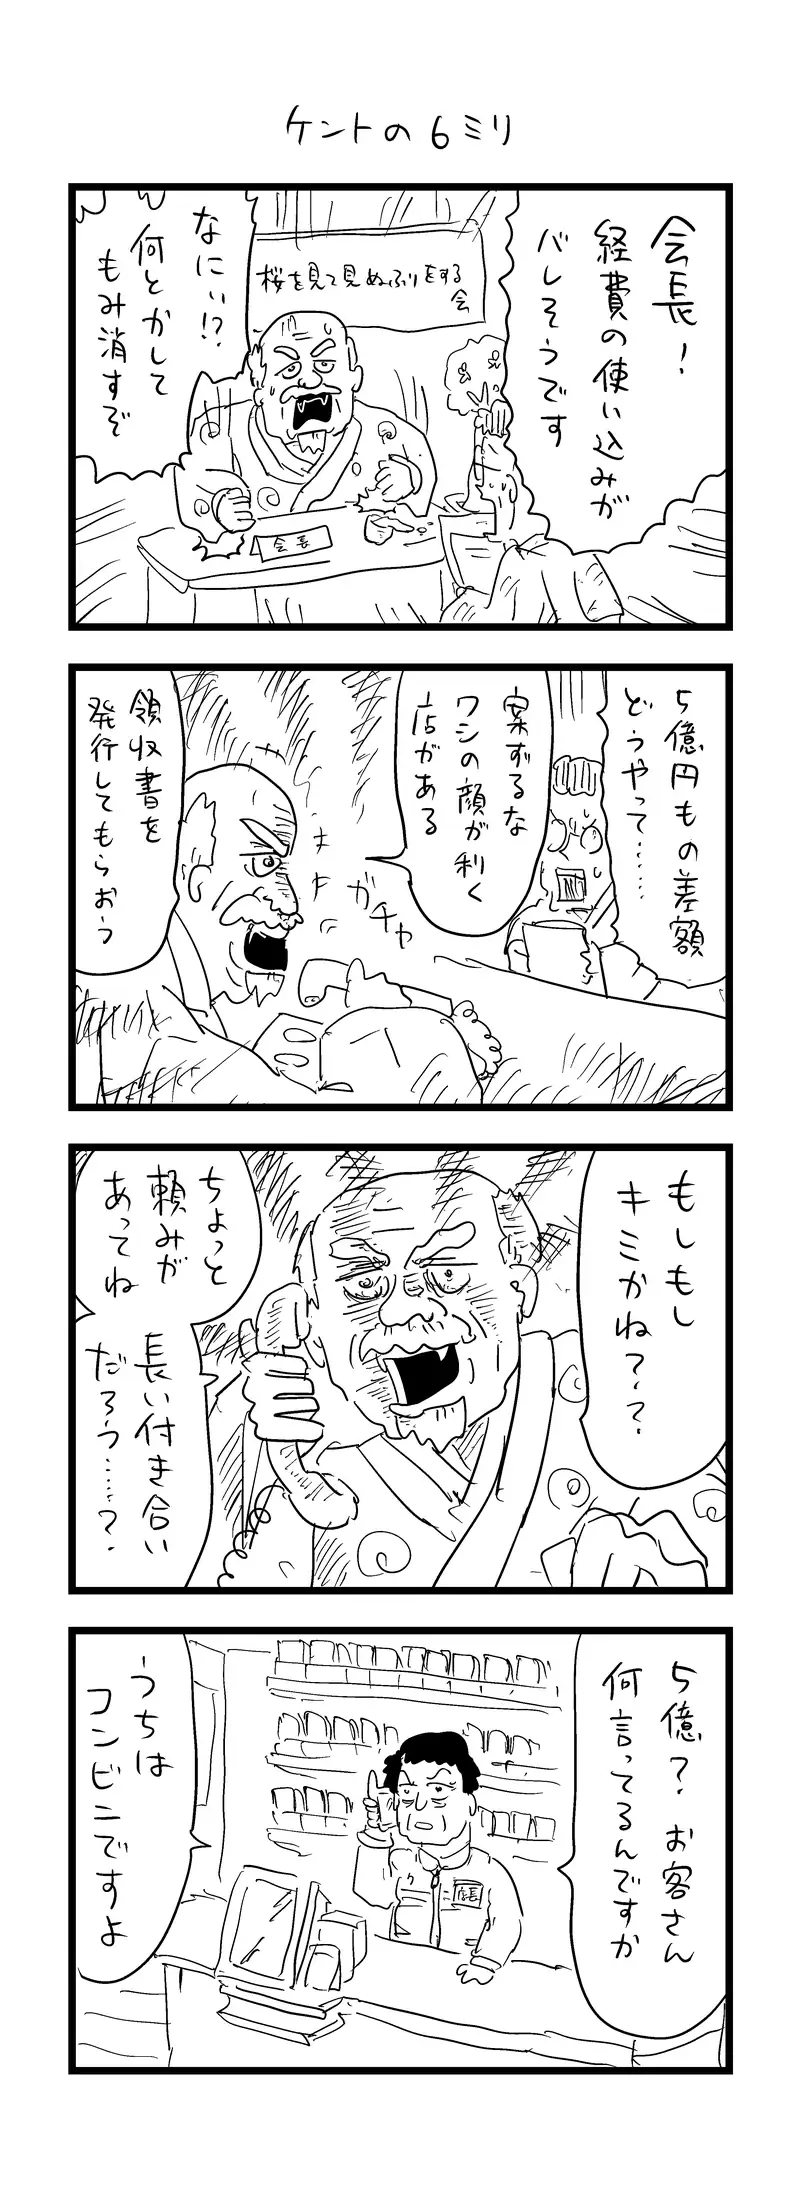 ケントの6ミリ
会長!
経費の使い込みが
バレそうです
桜を見て見ぬふりをする
会
なにぃ!?
何とかして
もみ消すぞ
会長
5億円もの差額
どうやって……
案ずるな
ワシの顔が利く
店がある
ガチャ
領収書を
発行してもらおう
もしもし
キミかね??
ちょっと
頼みが
あってね
長い付き合い
だろう……?
5億? お客さん
何言ってるんですか
店長
うちは
コンビニですよ